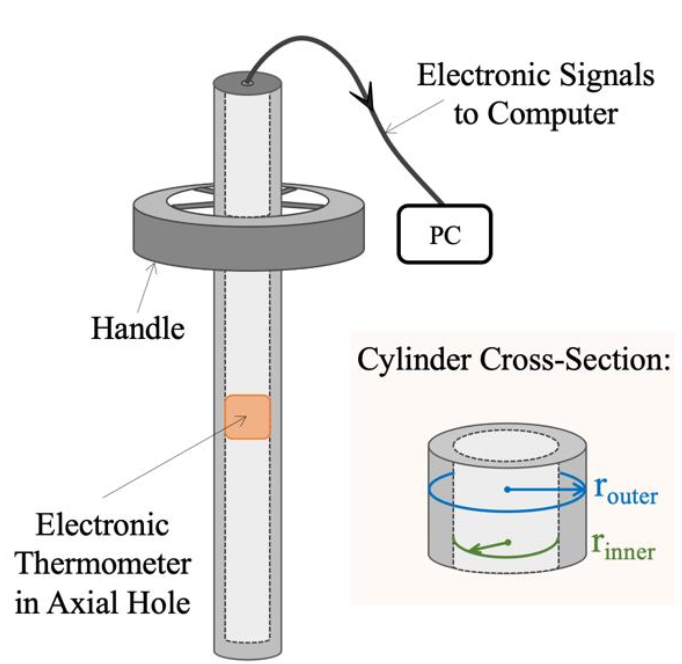 Electronic Signals
to Computer
PC
Handle
Cylinder Cross-Section:
r_outer
r_inner
Electronic
Thermometer
in Axial Hole